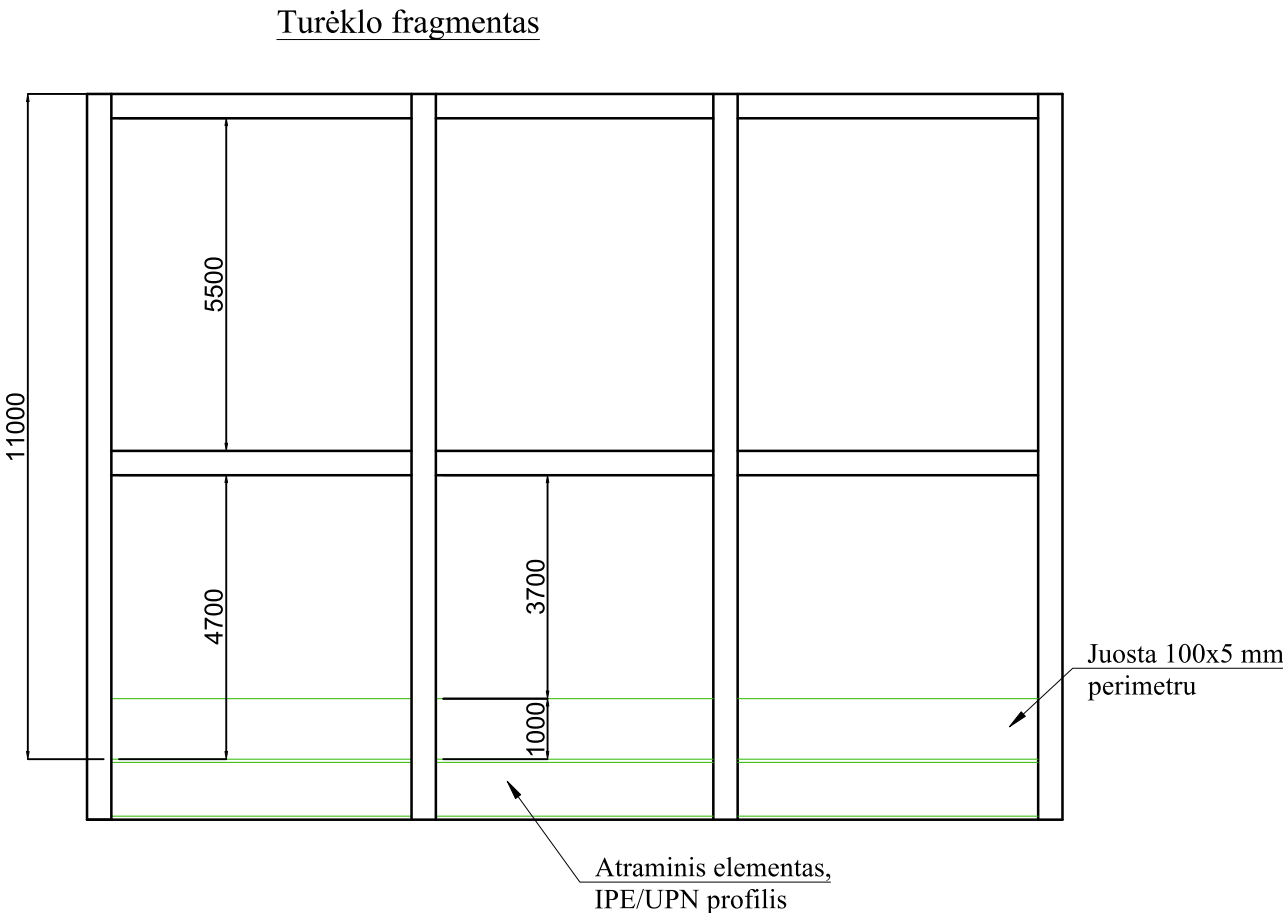 Turėklo fragmentas
11000
5500
4700
3700
1000
Juosta 100x5 mm
perimetru
Atraminis elementas,
IPE/UPN profilis